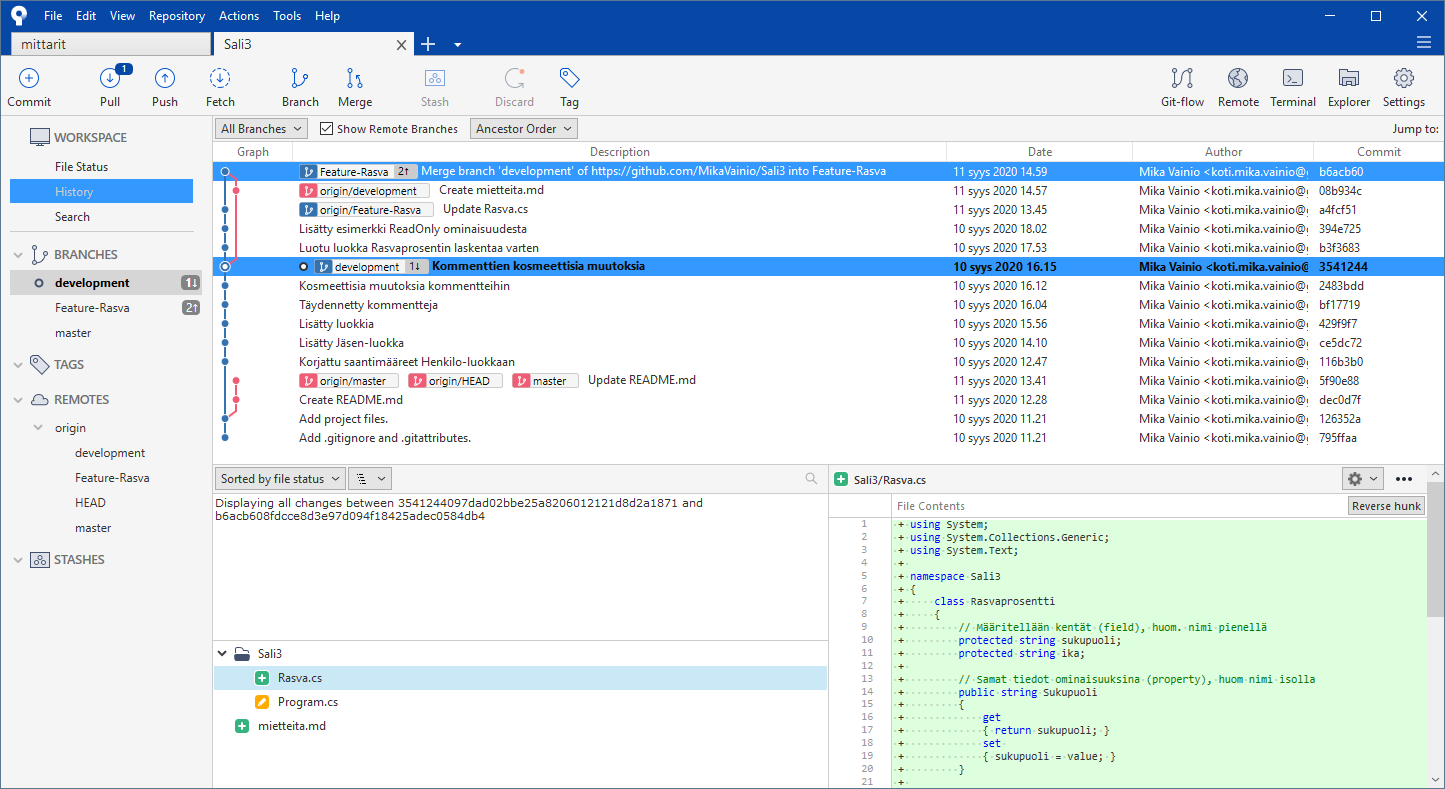 File Edit View Repository Actions Tools Help
mittarit Sali3
Commit Pull 1 Push Fetch Branch Merge Stash Discard Tag Git-flow Remote Terminal Explorer Settings
WORKSPACE
File Status
History
Search
BRANCHES
development 1↓
Feature-Rasva 2↑
master
TAGS
REMOTES
origin
development
Feature-Rasva
HEAD
master
STASHES
All Branches Show Remote Branches Ancestor Order Jump to:
Graph Description Date Author Commit
Feature-Rasva 2↑ Merge branch 'development' of https://github.com/MikaVainio/Sali3 into Feature-Rasva 11 syys 2020 14.59 Mika Vainio <koti.mika.vainio@g b6acb60
origin/development Create mietteita.md 11 syys 2020 14.57 Mika Vainio <koti.mika.vainio@g 08b934c
origin/Feature-Rasva Update Rasva.cs 11 syys 2020 13.45 Mika Vainio <koti.mika.vainio@g a4fcf51
Lisätty esimerkki ReadOnly ominaisuudesta 10 syys 2020 18.02 Mika Vainio <koti.mika.vainio@g 394e725
Luotu luokka Rasvaprosentin laskentaa varten 10 syys 2020 17.53 Mika Vainio <koti.mika.vainio@g b3f3683
development 1↓ Kommenttien kosmeettisia muutoksia 10 syys 2020 16.15 Mika Vainio <koti.mika.vainio@g 3541244
Kosmeettisia muutoksia kommentteihin 10 syys 2020 16.12 Mika Vainio <koti.mika.vainio@g 2483bdd
Täydennetty kommentteja 10 syys 2020 16.04 Mika Vainio <koti.mika.vainio@g bf17719
Lisätty luokkia 10 syys 2020 15.56 Mika Vainio <koti.mika.vainio@g 429f9f7
Lisätty Jäsen-luokka 10 syys 2020 14.10 Mika Vainio <koti.mika.vainio@g ce5dc72
Korjattu saantimääreet Henkilo-luokkaan 10 syys 2020 12.47 Mika Vainio <koti.mika.vainio@g 116b3b0
origin/master origin/HEAD master Update README.md 11 syys 2020 13.41 Mika Vainio <koti.mika.vainio@g 5f90e88
Create README.md 11 syys 2020 12.28 Mika Vainio <koti.mika.vainio@g dec0d7f
Add project files. 10 syys 2020 11.21 Mika Vainio <koti.mika.vainio@g 126352a
Add .gitignore and .gitattributes. 10 syys 2020 11.21 Mika Vainio <koti.mika.vainio@g 795ffaa
Sorted by file status
Displaying all changes between 3541244097dad02bbe25a8206012121d8d2a1871 and
b6acb608fdcce8d3e97d094f18425adec0584db4
Sali3
Rasva.cs
Program.cs
mietteita.md
Sali3/Rasva.cs
File Contents Reverse hunk
1 + using System;
2 + using System.Collections.Generic;
3 + using System.Text;
4 +
5 + namespace Sali3
6 + {
7 + class Rasvaprosentti
8 + {
9 + // Määritellään kentät (field), huom. nimi pienellä
10 + protected string sukupuoli;
11 + protected string ika;
12 +
13 + // Samat tiedot ominaisuuksina (property), huom nimi isolla
14 + public string Sukupuoli
15 + {
16 + get
17 + { return sukupuoli; }
18 + set
19 + { sukupuoli = value; }
20 + }
21 +